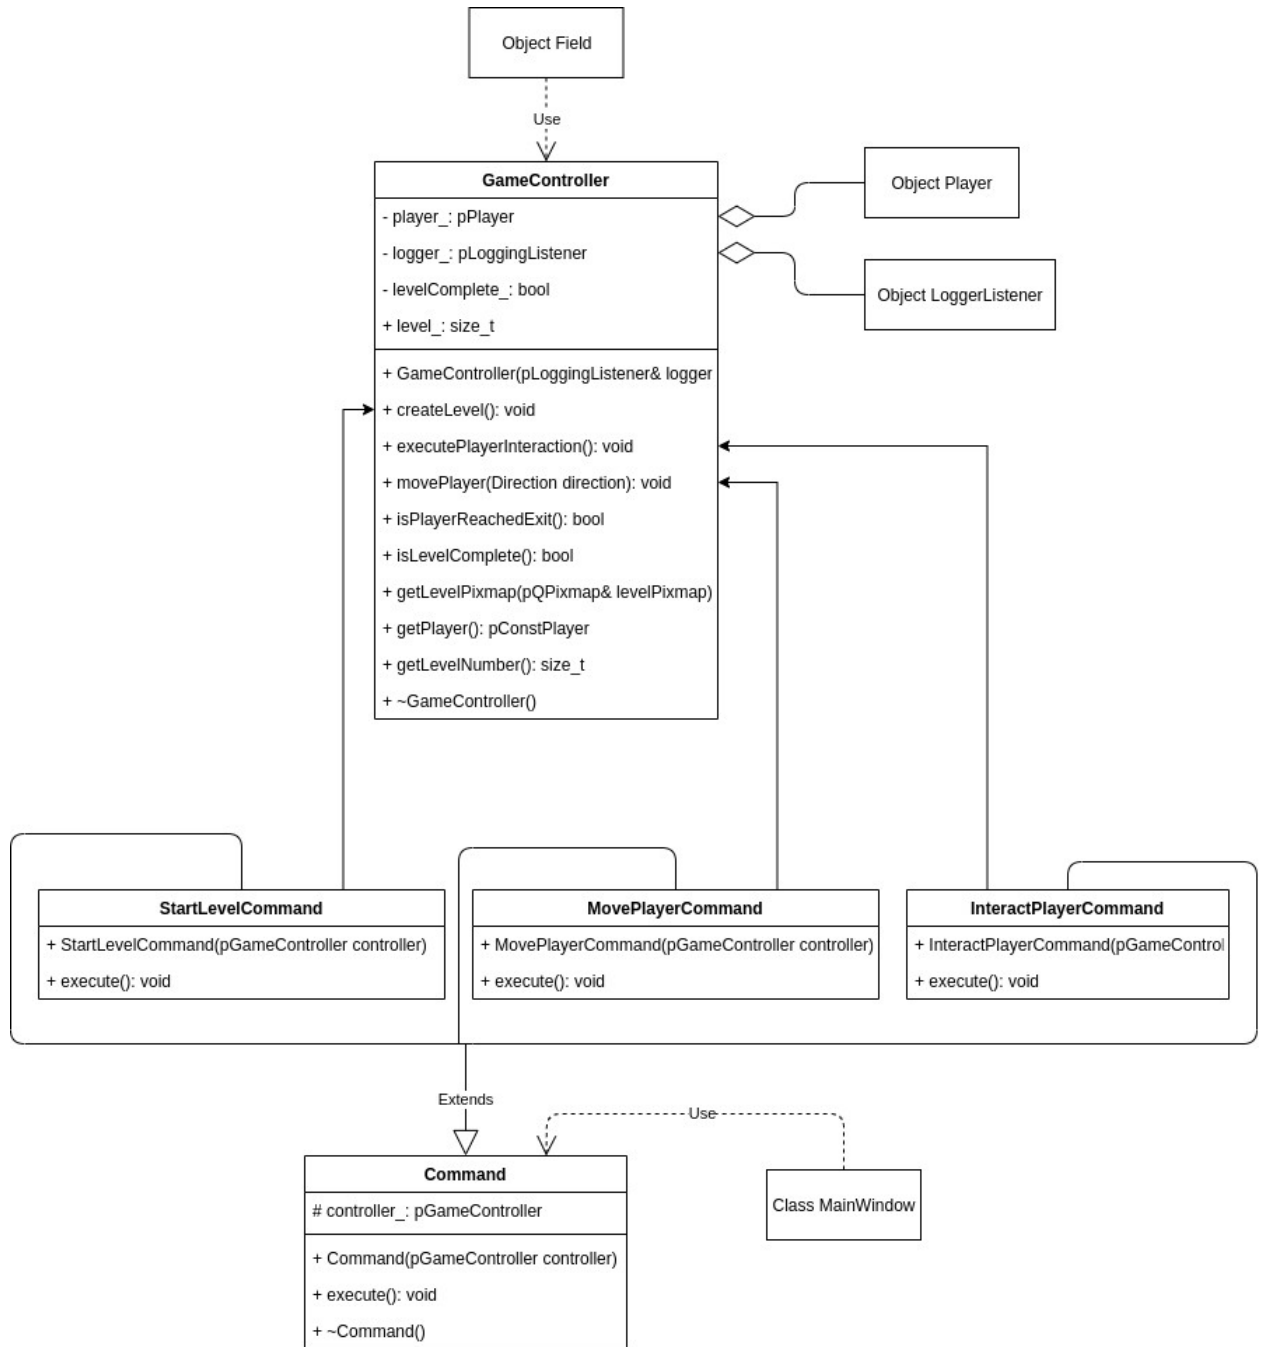 Object Field
Use
GameController
- player_: pPlayer
- logger_: pLoggingListener
- levelComplete_: bool
+ level_: size_t
Object Player
Object LoggerListener
+ GameController(pLoggingListener& logger
+ createLevel(): void
+ executePlayerInteraction(): void
+ movePlayer(Direction direction): void
+ isPlayerReachedExit(): bool
+ isLevelComplete(): bool
+ getLevelPixmap(pQPixmap& levelPixmap)
+ getPlayer(): pConstPlayer
+ getLevelNumber(): size_t
+ ~GameController()
StartLevelCommand
+ StartLevelCommand(pGameController controller)
+ execute(): void
MovePlayerCommand
+ MovePlayerCommand(pGameController controller)
+ execute(): void
InteractPlayerCommand
+ InteractPlayerCommand(pGameControl
+ execute(): void
Extends
Use
Command
# controller_: pGameController
+ Command(pGameController controller)
+ execute(): void
+ ~Command()
Class MainWindow